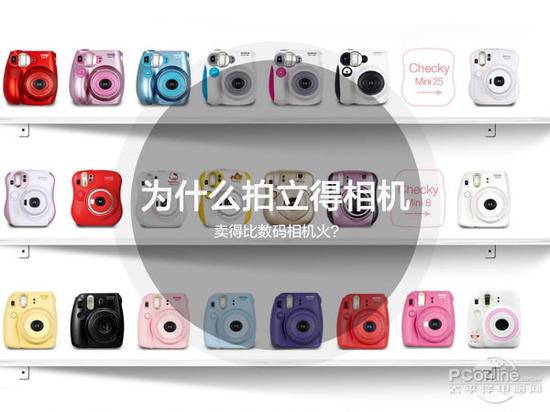 Checky
Mini 25
为什么拍立得相机
Checky
Mini 8
卖得比数码相机火?
PConline
太平洋电脑网